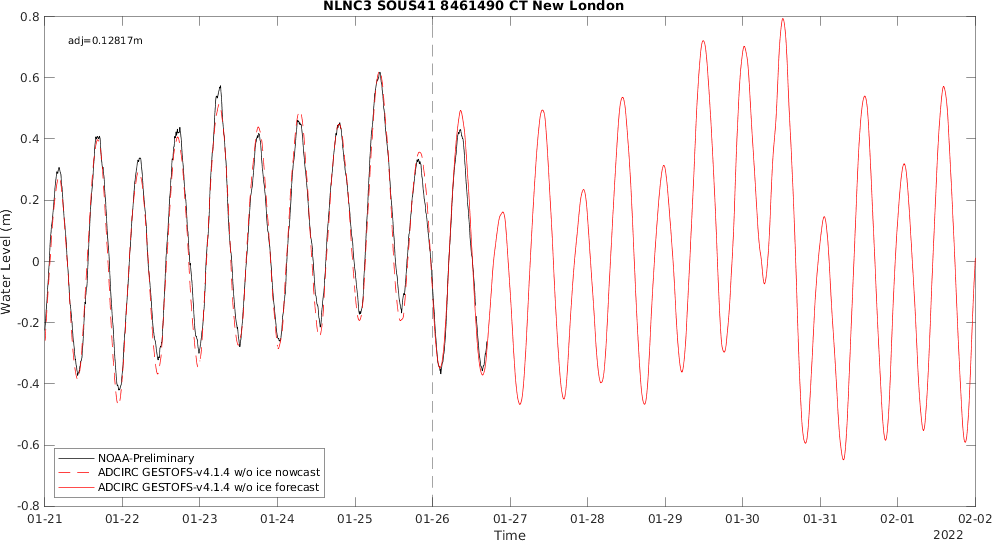 NLNC3 SOUS41 8461490 CT New London
adj=0.12817m
0.8
0.6
0.4
0.2
0
-0.2
-0.4
-0.6
-0.8
Water Level (m)
NOAA-Preliminary
ADCIRC GESTOFS-v4.1.4 w/o ice nowcast
ADCIRC GESTOFS-v4.1.4 w/o ice forecast
01-21 01-22 01-23 01-24 01-25 01-26 01-27 01-28 01-29 01-30 01-31 02-01 02-02
Time
2022